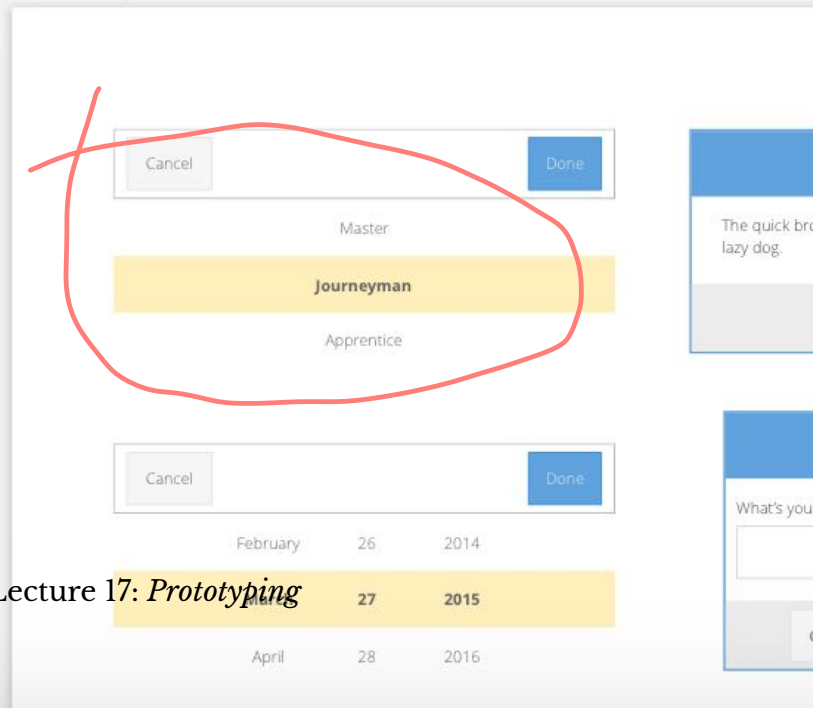 Cancel Done
Master
Journeyman
Apprentice
The quick bro
lazy dog.
Cancel Done
February 26 2014
Lecture 17: Prototyping
March 27 2015
April 28 2016
What's you